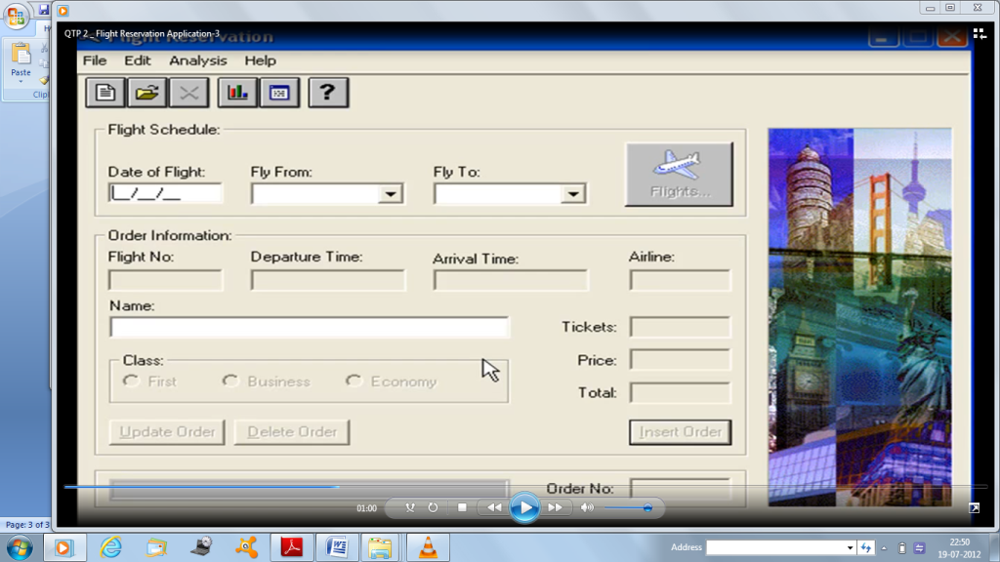 QTP 2 _ Flight Reservation Application-3
Flight Reservation
File Edit Analysis Help
Paste
Clip
?
Flight Schedule:
Date of Flight: Fly From: Fly To:
__/__/__
Flights...
Order Information:
Flight No: Departure Time: Arrival Time: Airline:
Name:
Tickets:
Class:
Price:
First Business Economy
Total:
Update Order Delete Order Insert Order
Order No:
01:00
Page: 3 of 3
Address
22:50
19-07-2012